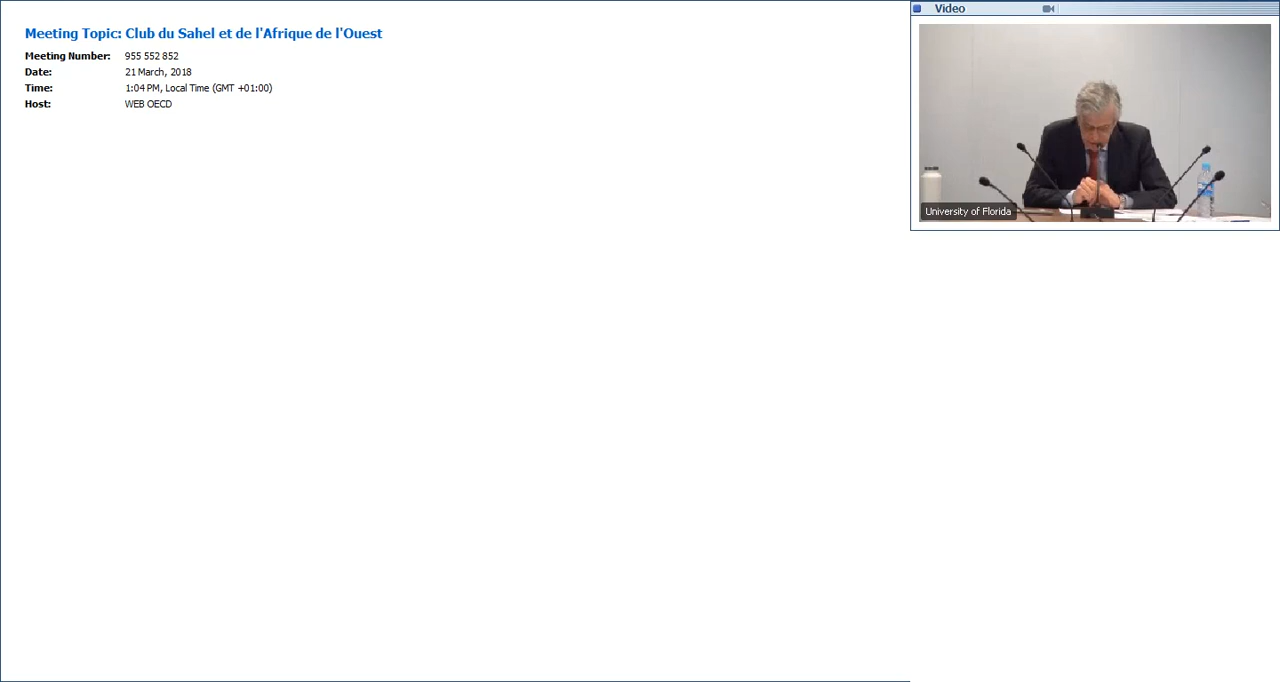 Meeting Topic: Club du Sahel et de l'Afrique de l'Ouest
Meeting Number: 955 552 852
Date: 21 March, 2018
Time: 1:04 PM, Local Time (GMT +01:00)
Host: WEB OECD
Video
University of Florida